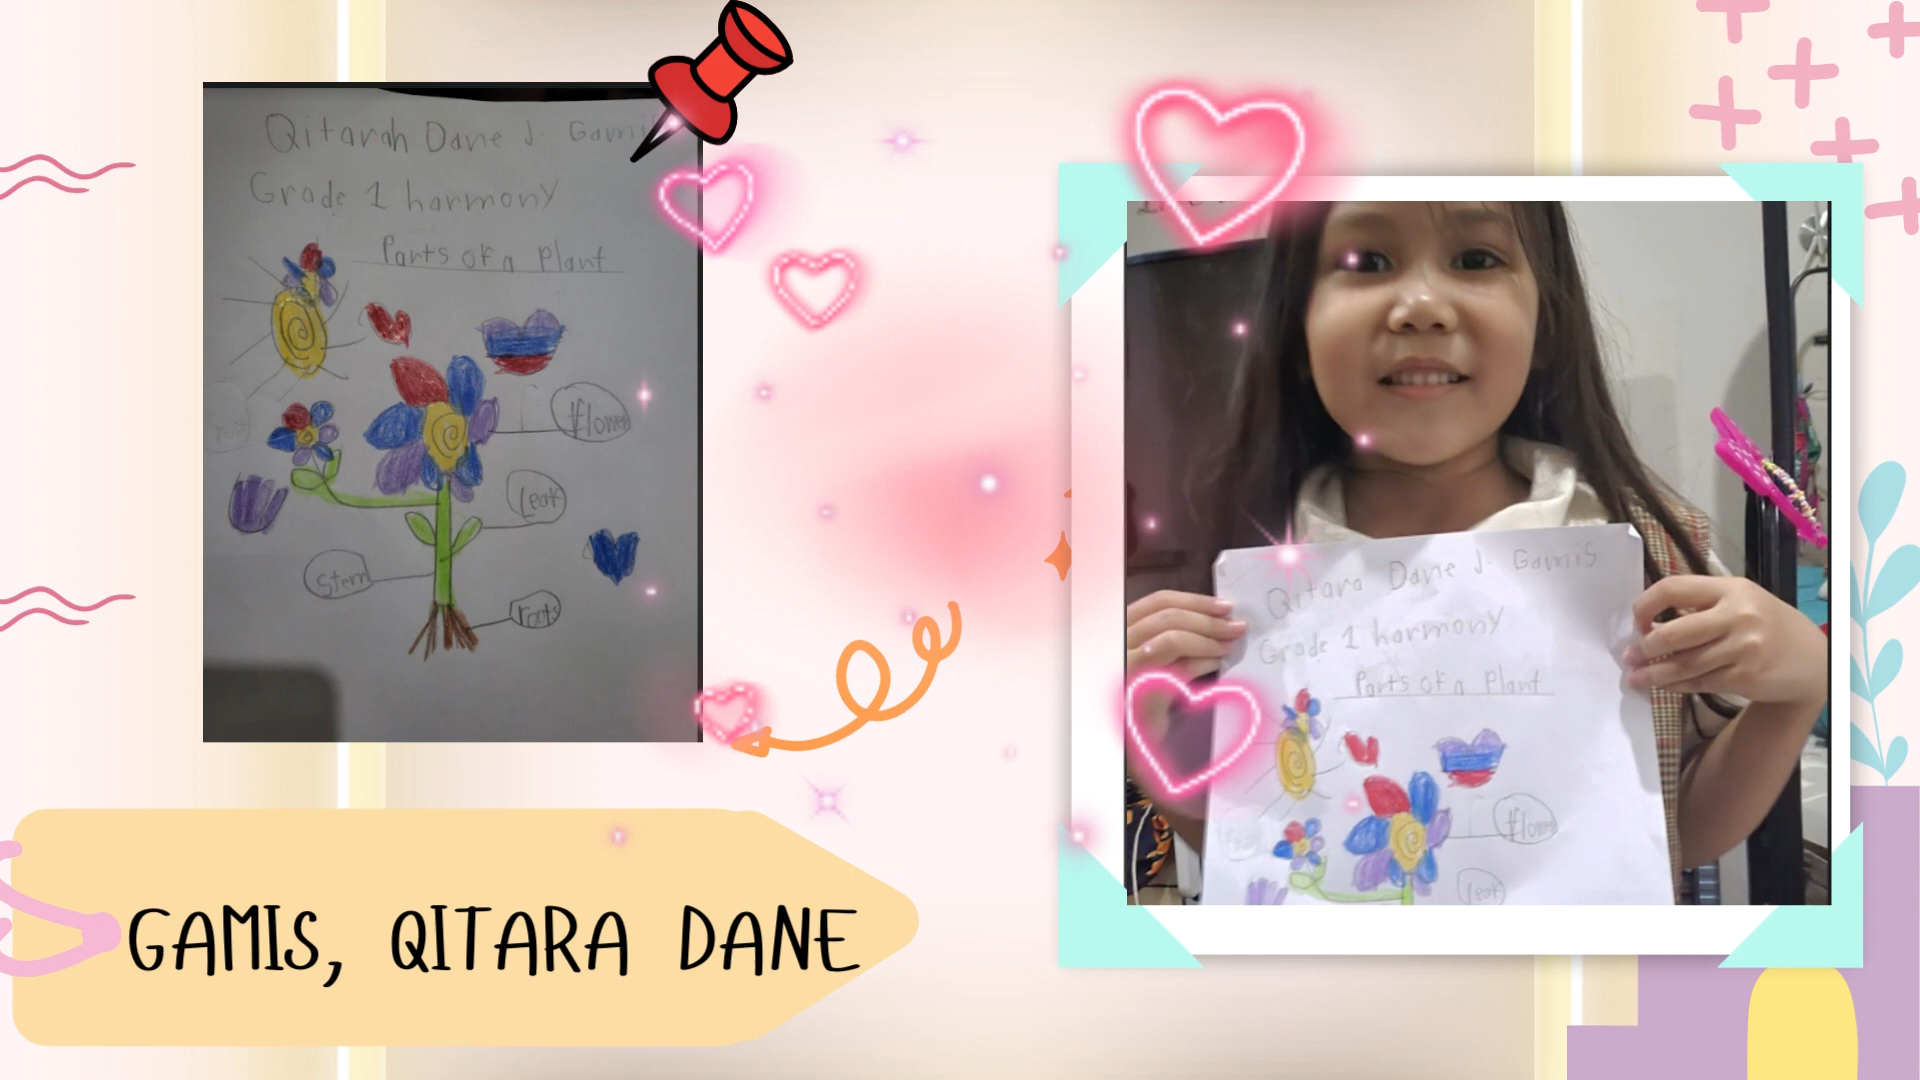 Qitarah Dane J. Gamis
Grade 1 harmony
Parts of a Plant
flower
Leaf
Stem
roots
GAMIS, QITARA DANE
Qitara Dane J. Gamis
Grade 1 harmony
Parts of a Plant
flower
Leaf